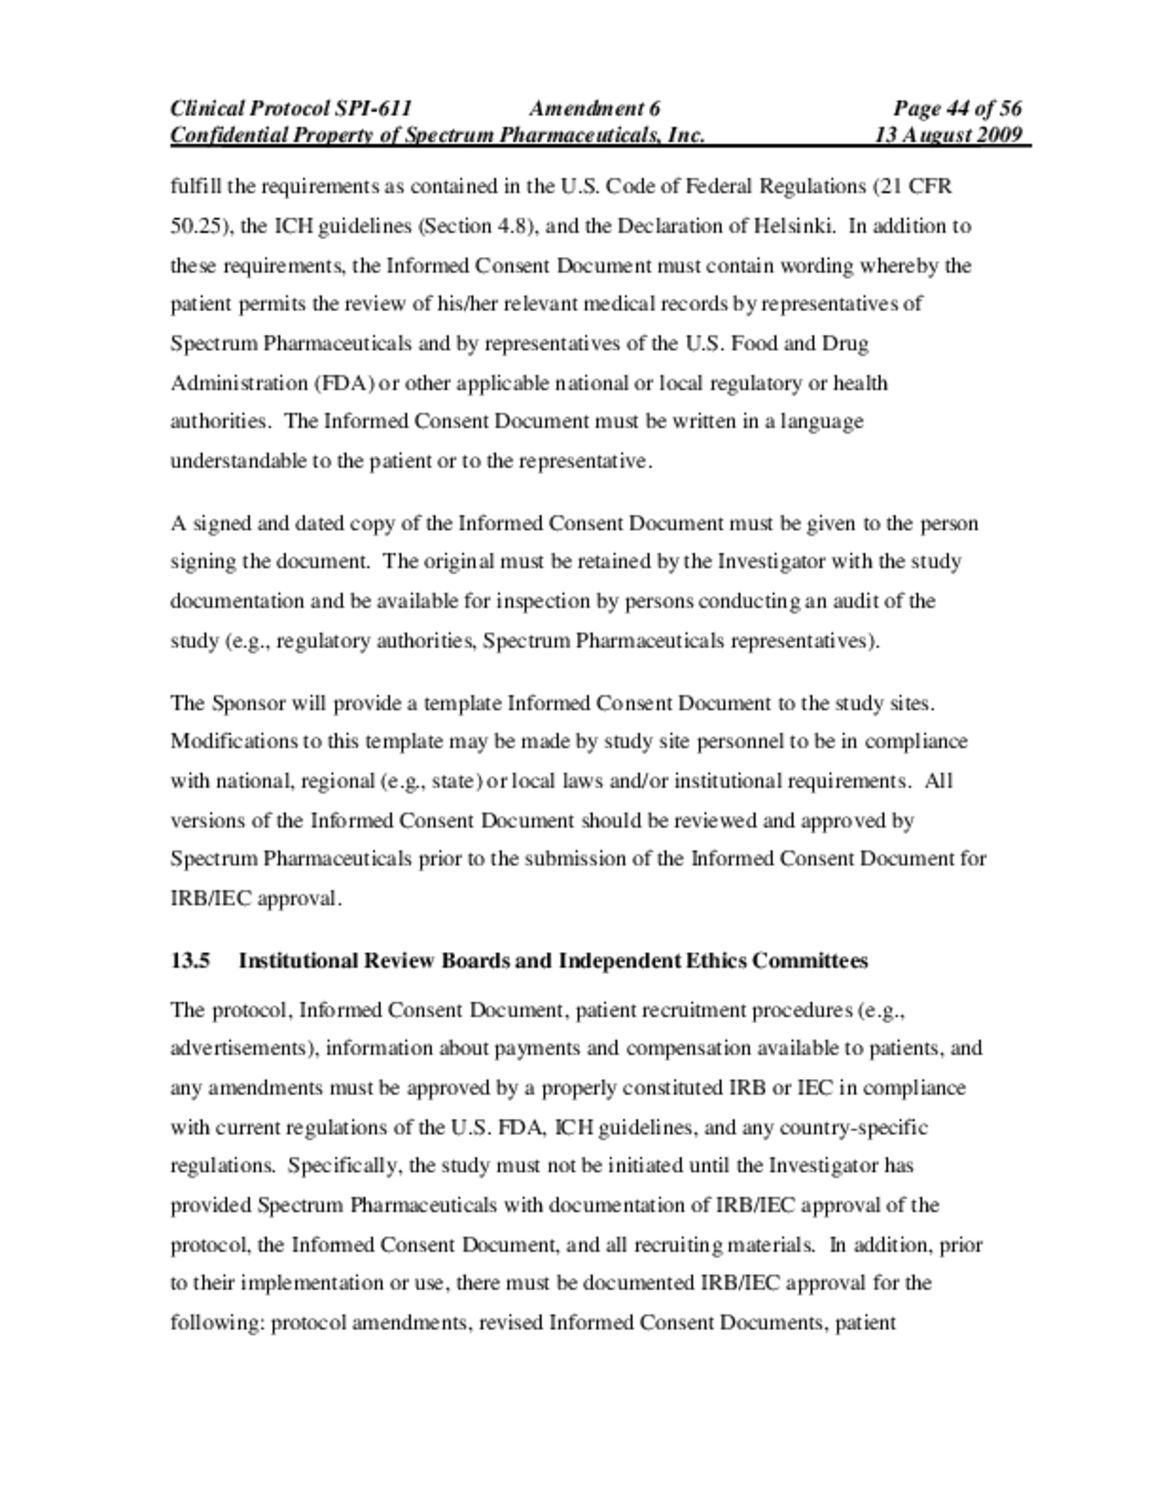 Clinical Protocol SPI-611 Amendment 6 Page 44 of 56
Confidential Property of Spectrum Pharmaceuticals, Inc. 13 August 2009
fulfill the requirements as contained in the U.S. Code of Federal Regulations (21 CFR
50.25), the ICH guidelines (Section 4.8), and the Declaration of Helsinki. In addition to
these requirements, the Informed Consent Document must contain wording whereby the
patient permits the review of his/her relevant medical records by representatives of
Spectrum Pharmaceuticals and by representatives of the U.S. Food and Drug
Administration (FDA) or other applicable national or local regulatory or health
authorities. The Informed Consent Document must be written in a language
understandable to the patient or to the representative.
A signed and dated copy of the Informed Consent Document must be given to the person
signing the document. The original must be retained by the Investigator with the study
documentation and be available for inspection by persons conducting an audit of the
study (e.g., regulatory authorities, Spectrum Pharmaceuticals representatives).
The Sponsor will provide a template Informed Consent Document to the study sites.
Modifications to this template may be made by study site personnel to be in compliance
with national, regional (e.g., state) or local laws and/or institutional requirements. All
versions of the Informed Consent Document should be reviewed and approved by
Spectrum Pharmaceuticals prior to the submission of the Informed Consent Document for
IRB/IEC approval.
13.5 Institutional Review Boards and Independent Ethics Committees
The protocol, Informed Consent Document, patient recruitment procedures (e.g.,
advertisements), information about payments and compensation available to patients, and
any amendments must be approved by a properly constituted IRB or IEC in compliance
with current regulations of the U.S. FDA, ICH guidelines, and any country-specific
regulations. Specifically, the study must not be initiated until the Investigator has
provided Spectrum Pharmaceuticals with documentation of IRB/IEC approval of the
protocol, the Informed Consent Document, and all recruiting materials. In addition, prior
to their implementation or use, there must be documented IRB/IEC approval for the
following: protocol amendments, revised Informed Consent Documents, patient